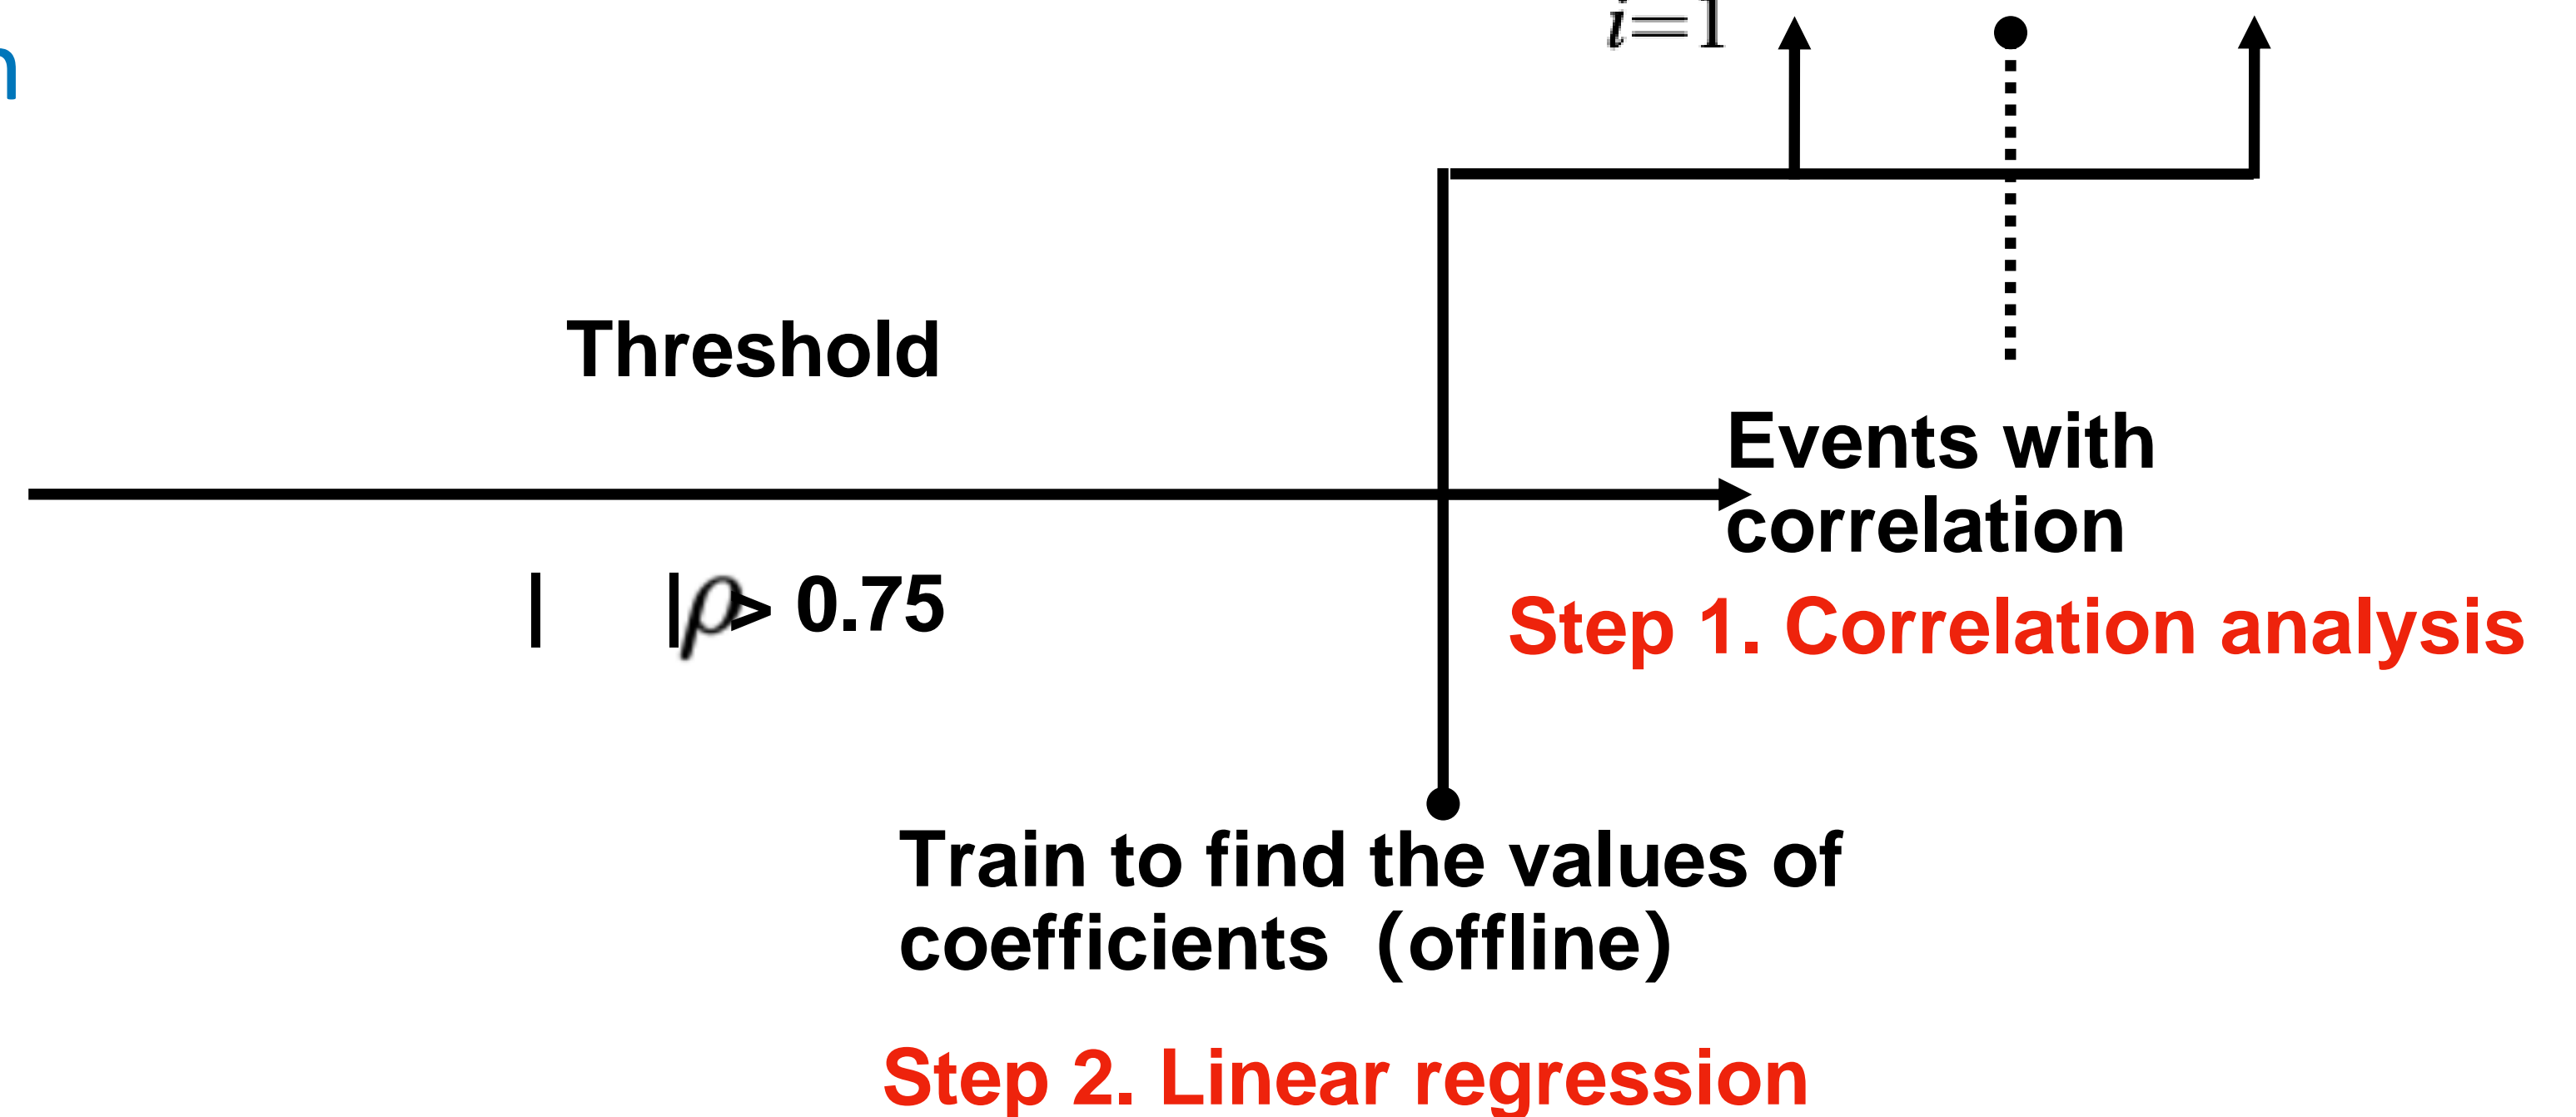 n
i=1
Threshold
Events with
correlation
| |ρ> 0.75
Step 1. Correlation analysis
Train to find the values of
coefficients（offline）
Step 2. Linear regression